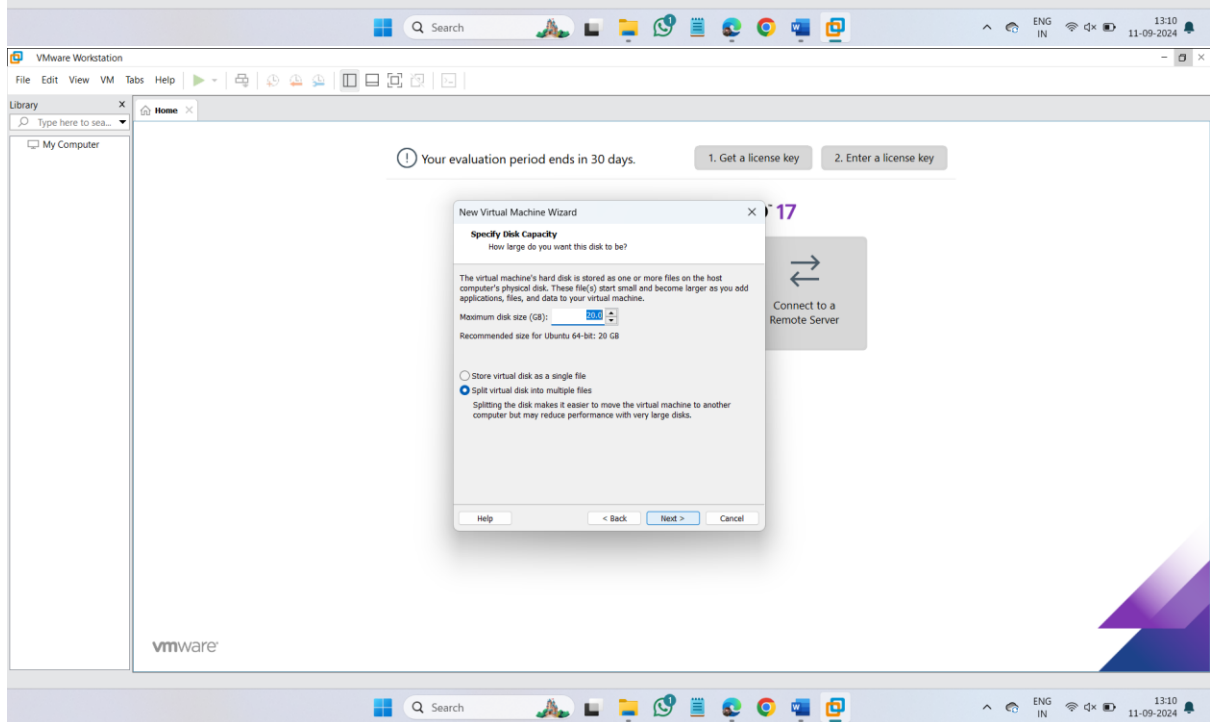 Search
1
ENG
IN
13:10
11-09-2024
VMware Workstation
File Edit View VM Tabs Help
Library X
Home
Type here to sea...
My Computer
Your evaluation period ends in 30 days.
1. Get a license key
2. Enter a license key
New Virtual Machine Wizard
17
Specify Disk Capacity
How large do you want this disk to be?
The virtual machine's hard disk is stored as one or more files on the host
computer's physical disk. These file(s) start small and become larger as you add
applications, files, and data to your virtual machine.
Maximum disk size (GB): 20.0
Recommended size for Ubuntu 64-bit: 20 GB
Store virtual disk as a single file
Split virtual disk into multiple files
Splitting the disk makes it easier to move the virtual machine to another
computer but may reduce performance with very large disks.
Help < Back Next > Cancel
Connect to a
Remote Server
vmware
Search
1
ENG
IN
13:10
11-09-2024